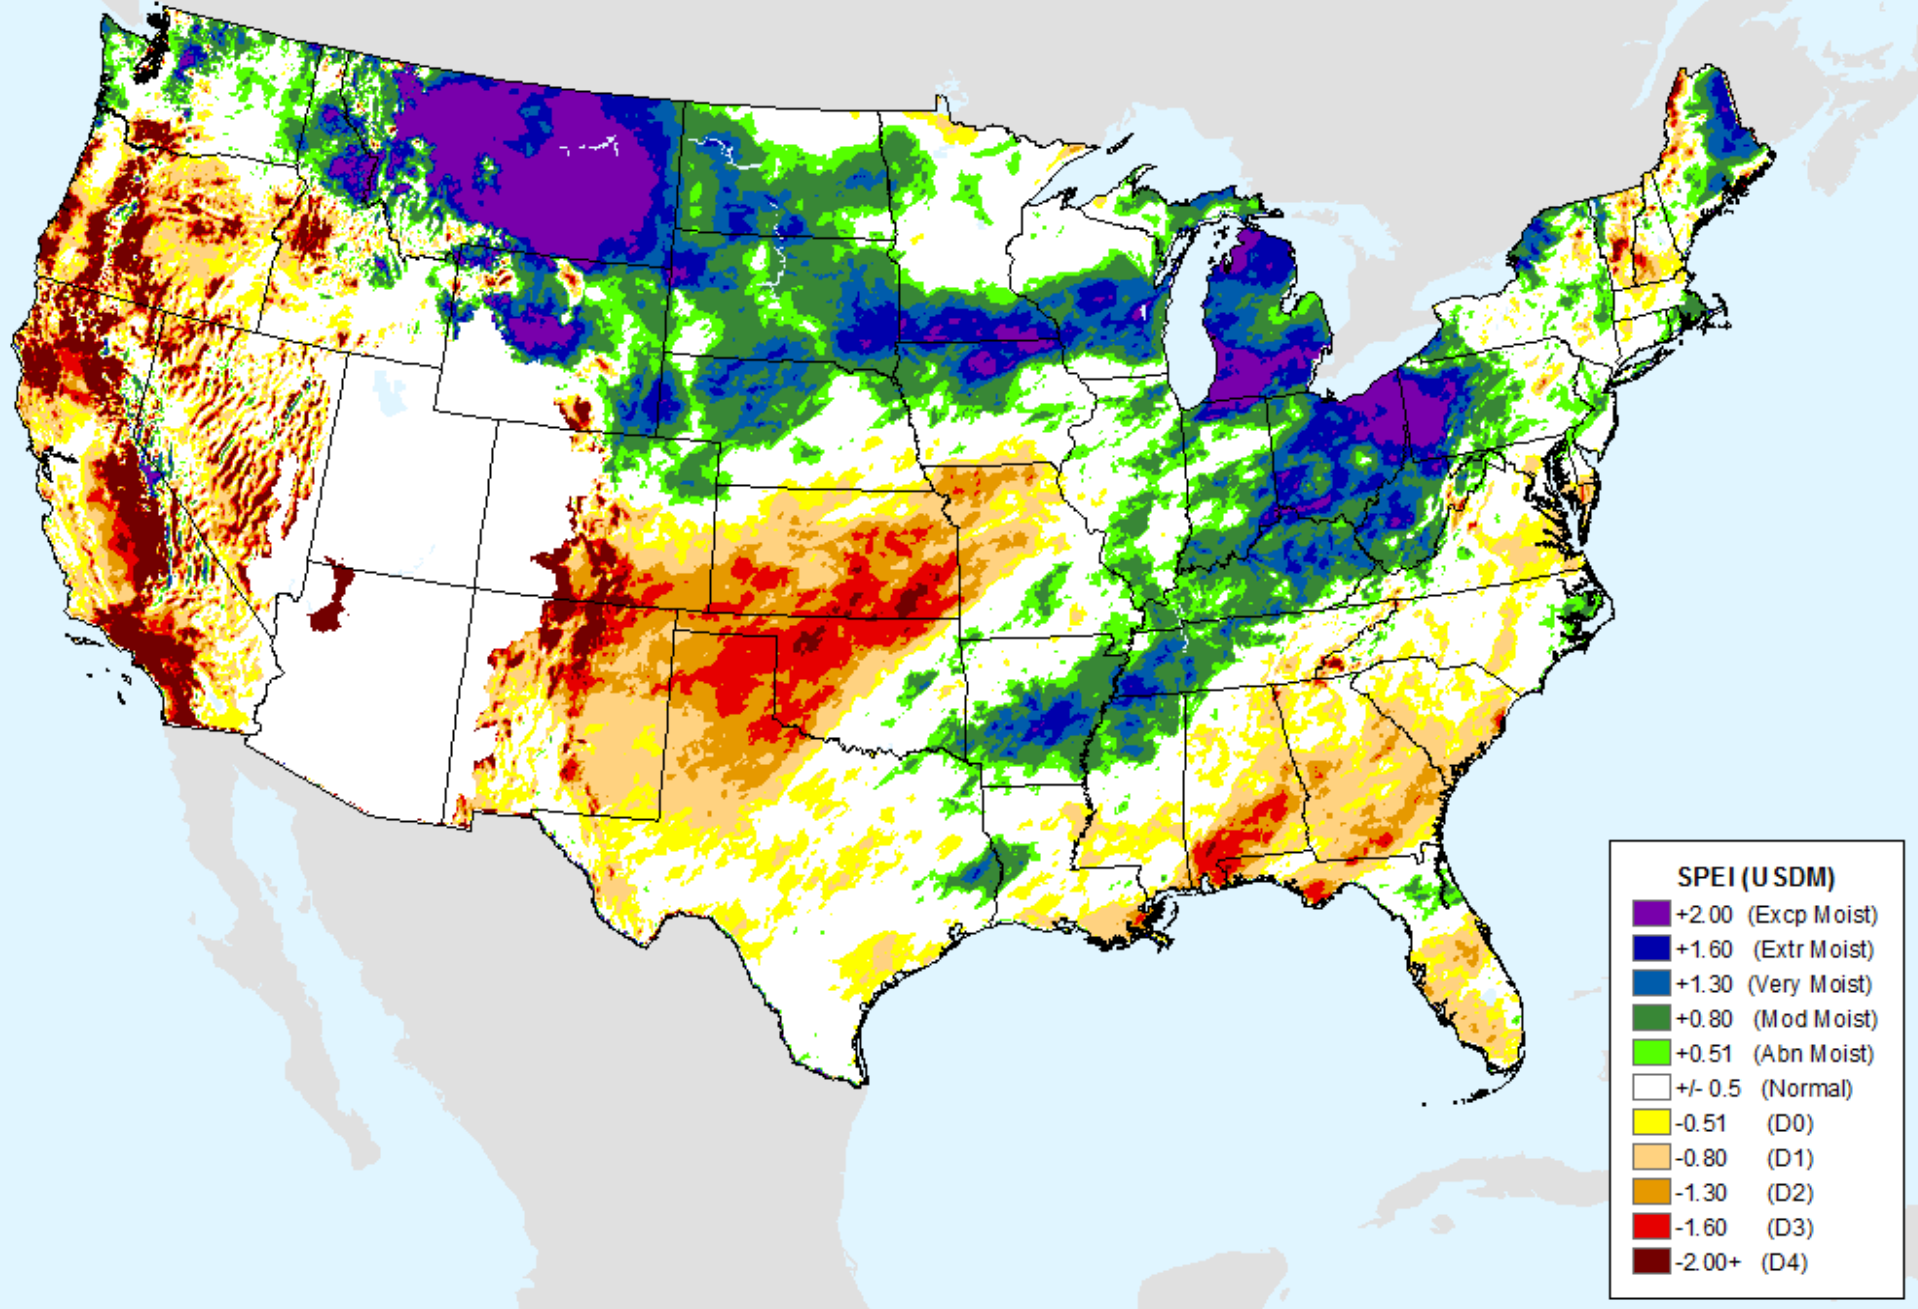 SPEI (USDM)
+2.00 (Excp Moist)
+1.60 (Extr Moist)
+1.30 (Very Moist)
+0.80 (Mod Moist)
+0.51 (Abn Moist)
+/- 0.5 (Normal)
-0.51 (D0)
-0.80 (D1)
-1.30 (D2)
-1.60 (D3)
-2.00+ (D4)